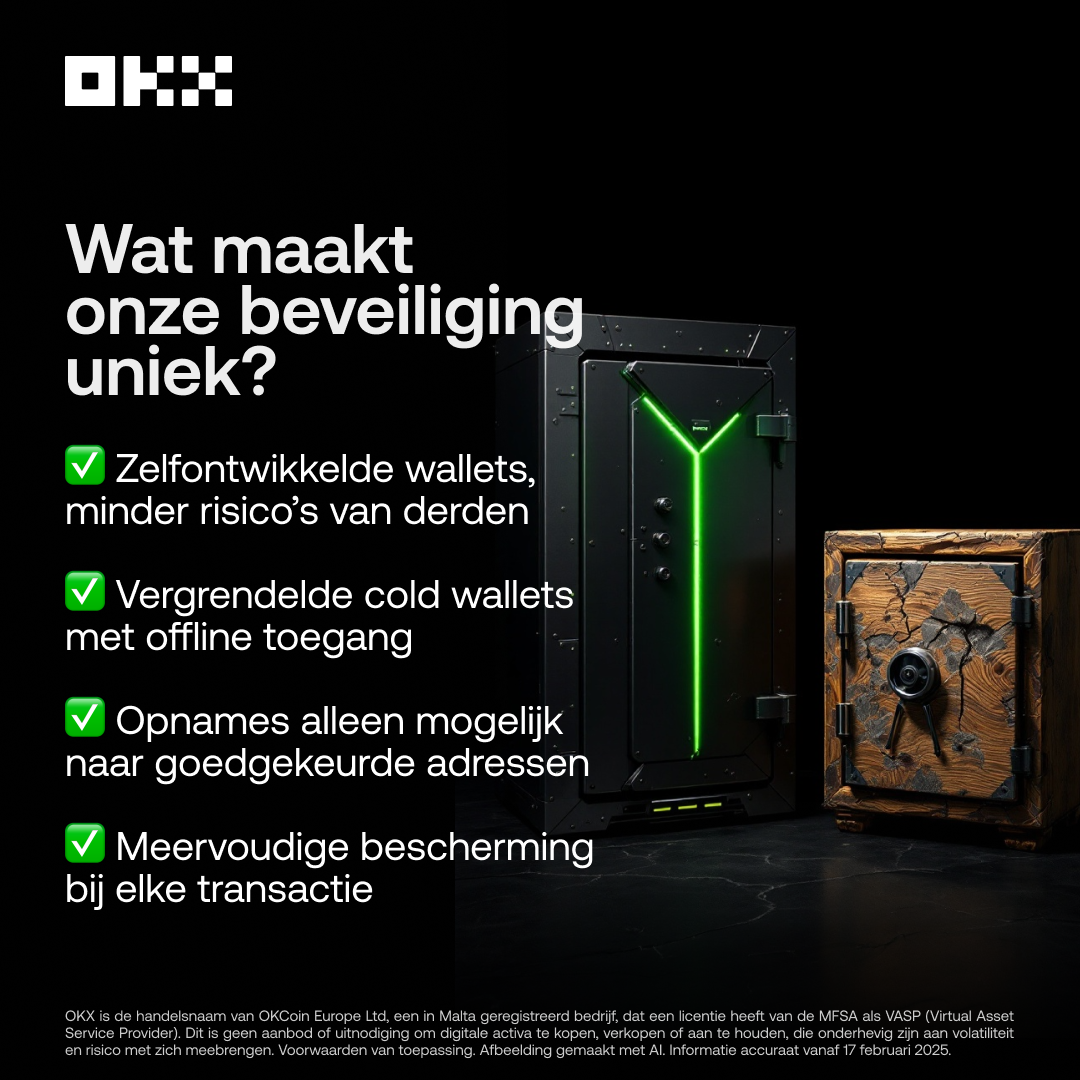 OKX
Wat maakt
onze beveiliging
uniek?
✅ Zelfontwikkelde wallets,
minder risico’s van derden
✅ Vergrendelde cold wallets
met offline toegang
✅ Opnames alleen mogelijk
naar goedgekeurde adressen
✅ Meervoudige bescherming
bij elke transactie
OKX is de handelsnaam van OKCoin Europe Ltd, een in Malta geregistreerd bedrijf, dat een licentie heeft van de MFSA als VASP (Virtual Asset
Service Provider). Dit is geen aanbod of uitnodiging om digitale activa te kopen, verkopen of aan te houden, die onderhevig zijn aan volatiliteit
en risico met zich meebrengen. Voorwaarden van toepassing. Afbeelding gemaakt met AI. Informatie accuraat vanaf 17 februari 2025.